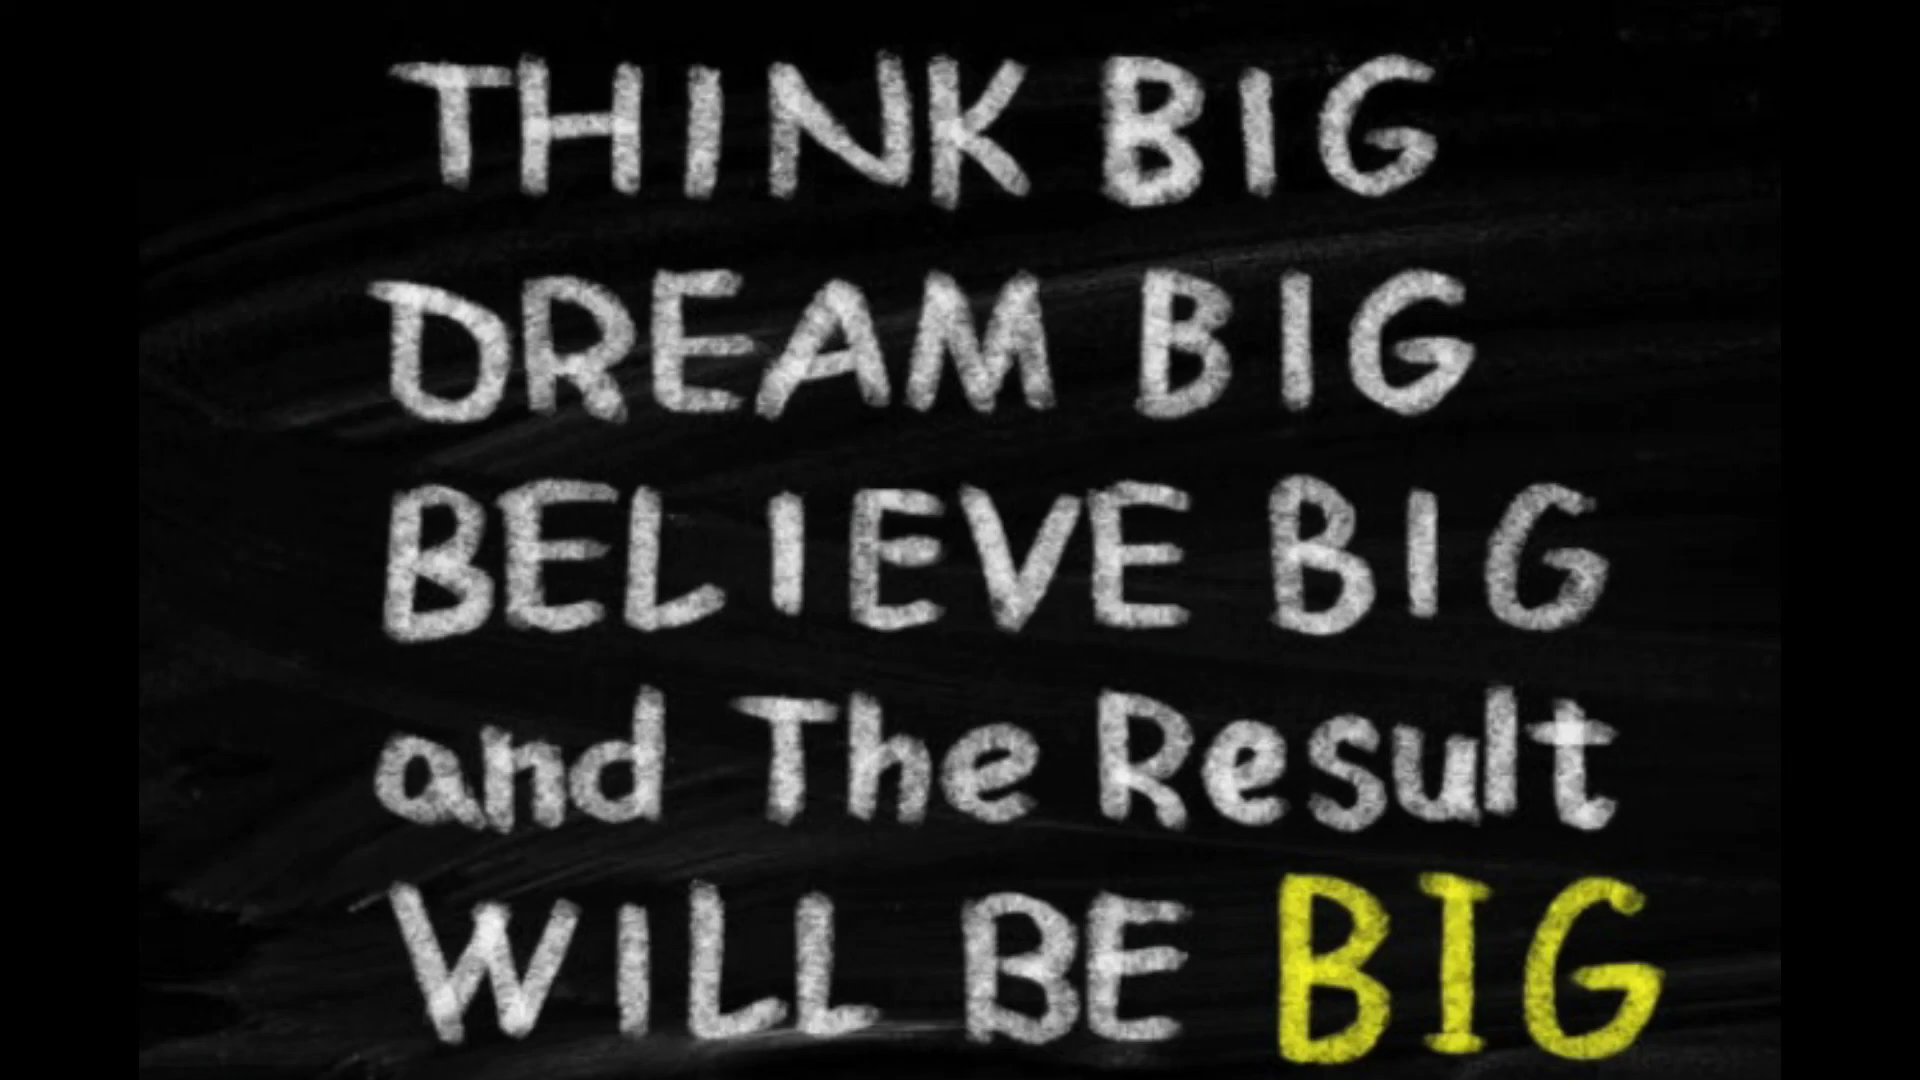 THINK BIG
DREAM BIG
BELIEVE BIG
and The Result
WILL BE BIG